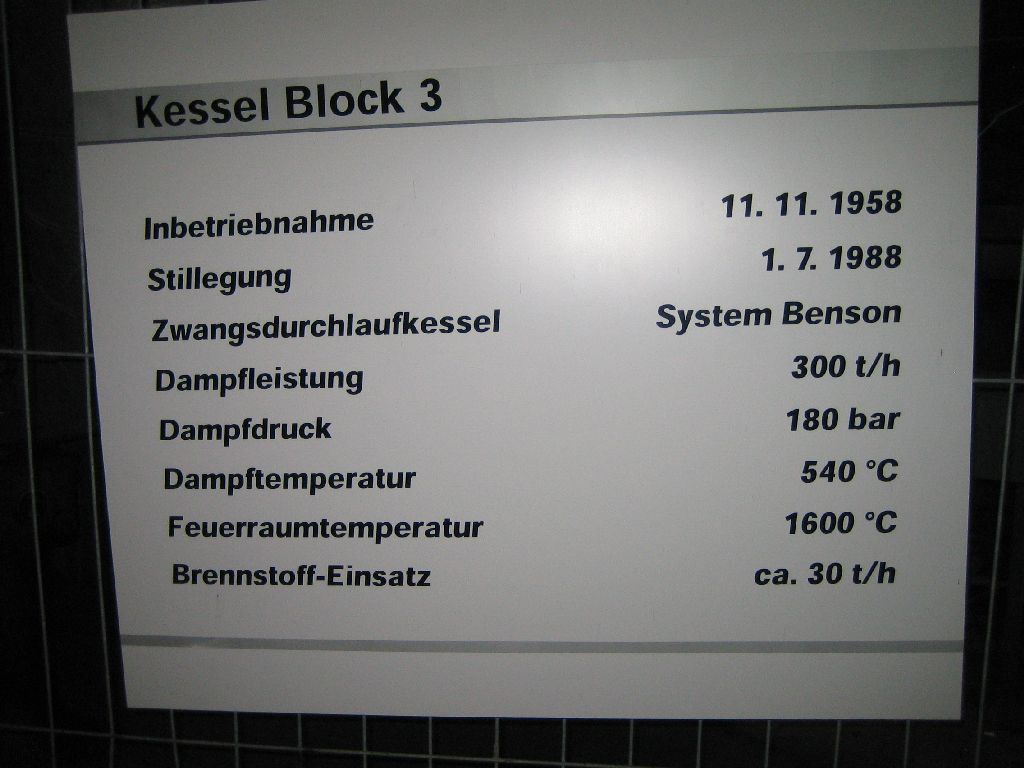 Kessel Block 3
Inbetriebnahme 11. 11. 1958
Stillegung 1. 7. 1988
Zwangsdurchlaufkessel System Benson
Dampfleistung 300 t/h
Dampfdruck 180 bar
Dampftemperatur 540 °C
Feuerraumtemperatur 1600 °C
Brennstoff-Einsatz ca. 30 t/h